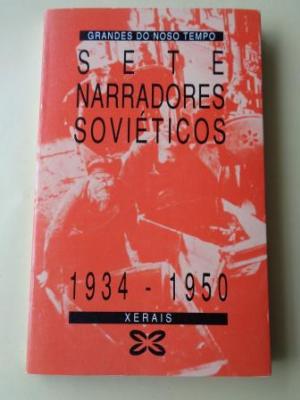 GRANDES DO NOSO TEMPO
SETE
NARRADORES
SOVIÉTICOS
1934 - 1950
XERAIS